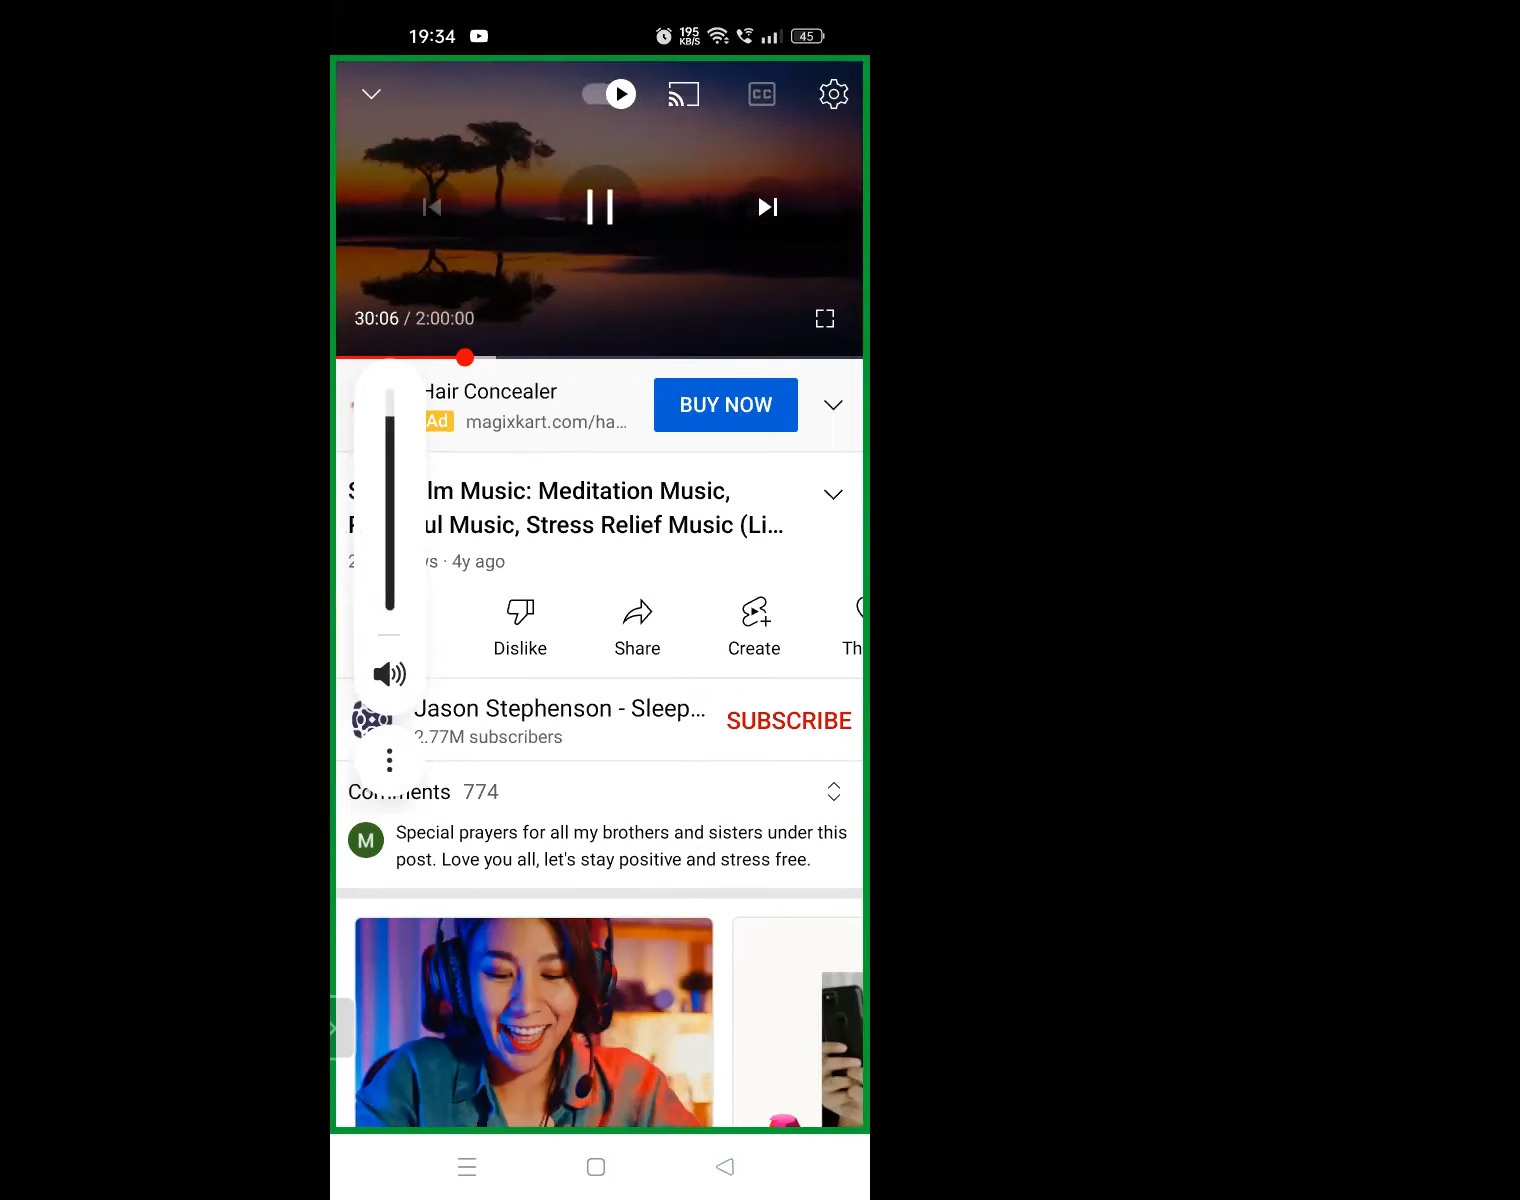 19:34
195
KB/S
45
CC
30:06 / 2:00:00
Hair Concealer
Ad magixkart.com/ha...
BUY NOW
lm Music: Meditation Music,
ul Music, Stress Relief Music (Li...
4y ago
Dislike
Share
Create
Th
Jason Stephenson - Sleep...
2.77M subscribers
SUBSCRIBE
Comments 774
M
Special prayers for all my brothers and sisters under this
post. Love you all, let's stay positive and stress free.